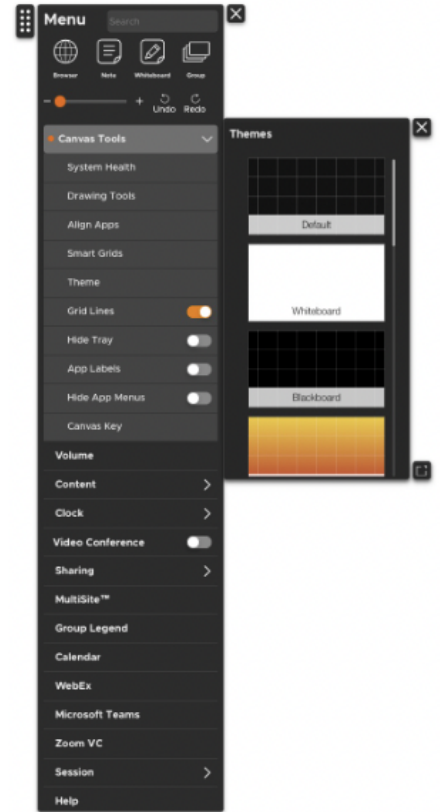 Menu
Search
Browser Note Whiteboard Group
- +
Undo Redo
Canvas Tools
System Health
Drawing Tools
Align Apps
Smart Grids
Theme
Grid Lines
Hide Tray
App Labels
Hide App Menus
Canvas Key
Volume
Content
Clock
Video Conference
Sharing
MultiSite™
Group Legend
Calendar
WebEx
Microsoft Teams
Zoom VC
Session
Help
Themes
Default
Whiteboard
Blackboard